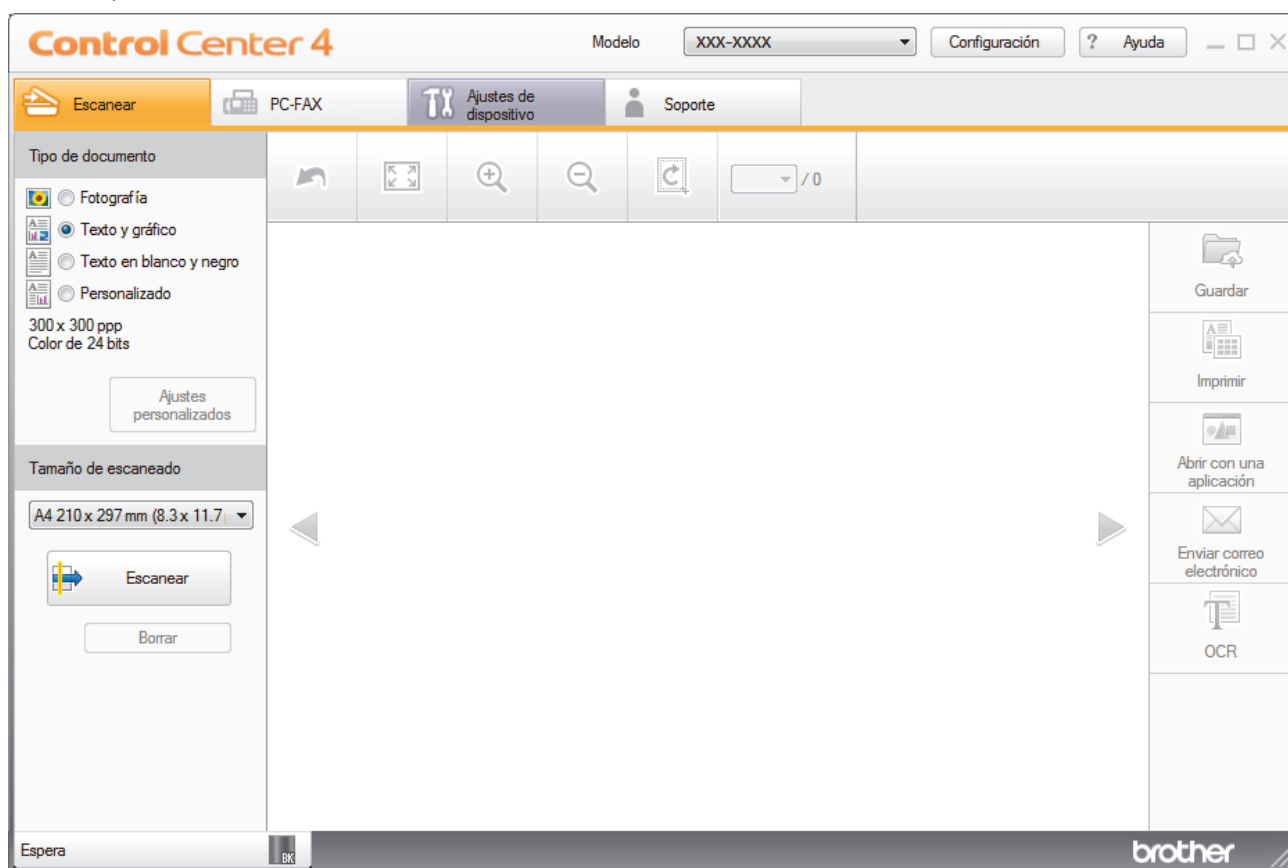 Control Center 4
Modelo
XXX-XXXX
Configuración
? Ayuda
Escanear
PC-FAX
Ajustes de
dispositivo
Soporte
Tipo de documento
/ 0
Fotografía
Texto y gráfico
Texto en blanco y negro
Personalizado
300 x 300 ppp
Color de 24 bits
Ajustes
personalizados
Tamaño de escaneado
A4 210 x 297 mm (8.3 x 11.7
Escanear
Borrar
Guardar
Imprimir
Abrir con una
aplicación
Enviar correo
electrónico
OCR
Espera
BK
brother